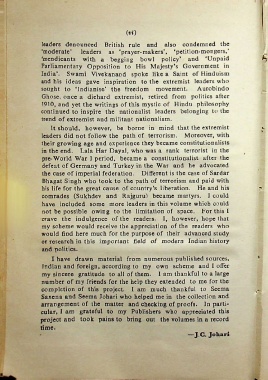 (vi)
leaders denounced British rule and also condemned the
'moderate' leaders as 'prayer-makers', 'petition-mongers,'
'mendicants with a begging bowl policy' and 'Unpaid
Parliamentary Opposition to His Majesty's Government in
India'. Swami Vivekanand spoke like a Saint of Hinduism
and his ideas gave inspiration to the extremist leaders who
sought to 'Indianise' the freedom movement. Aurobindo
Ghose, once a diehard extremist, retired from politics after
1910, and yet the writings of this mystic of Hindu philosophy
continued to inspire the nationalist leaders belonging to the
trend of extremist and militant nationalism.
It should, however, be borne in mind that the extremist
leaders did not follow the path of terrorism. Moreover, with
their growing age and experience they became constitutionalists
in the end. Lala Har Dayal, who was a rank terrorist in the
pre-World War I period, became a constitutionalist after the
defeat of Germany and Turkey in the War and he advocated
the case of imperial federation. Different is the case of Sardar
Bhagat Singh who took to the path of terrorism and paid with
his life for the great cause of country's liberation. He and his
comrades (Sukhdev and Rajguru) became martyrs. I could
have included some more leaders in this volume which could
not be possible owing to the limitation of space. For this I
crave the indulgence of the readers. I, however, hope that
my scheme would receive the appreciation of the readers who
would find here much for the purpose of their advanced study
or research in this important field of modern Indian history
and politics.
I have drawn material from numerous published sources,
Indian and foreign, according to my own scheme and I offer
my sincere gratitude to all of them. I am thankful to a large
number of my friends for the help they extended to me for the
completion of this project. I am much thankful to Seema
Saxena and Seema Johari who helped me in the collection and
arrangement of the matter and checking of proofs. In parti-
cular, I am grateful to my Publishers who appreciated this
project and took pains to bring out the volumes in a record
time.
—J.C. Johari